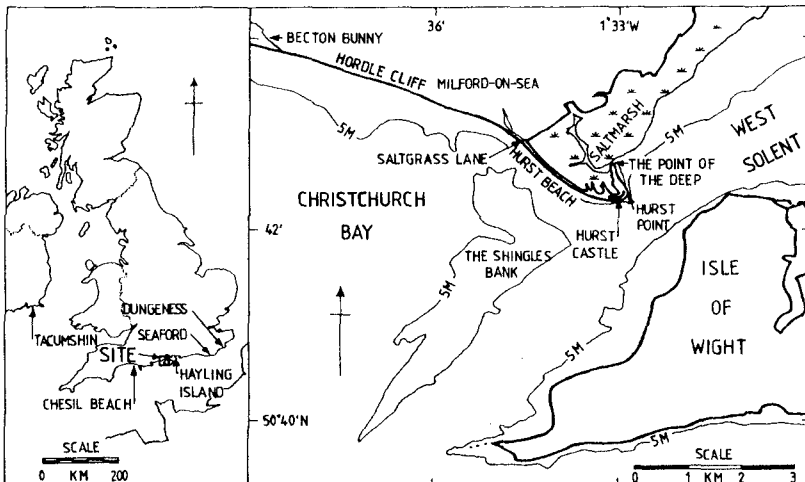 TACUMSHIN
DUNGENESS
SEAFORD
SITE
HAYLING
ISLAND
CHESIL BEACH
SCALE
0 KM 200
36'
1°33'W
BECTON BUNNY
HORDLE CLIFF
MILFORD-ON-SEA
5M
SALTMARSH
5M
WEST
SOLENT
SALTGRASS LANE
HURST BEACH
THE POINT OF
THE DEEP
CHRISTCHURCH
BAY
42'
HURST
POINT
HURST
CASTLE
THE SHINGLES
BANK
5M
ISLE
OF
WIGHT
5M
50°40'N
5M
SCALE
0 1 KM 2 3